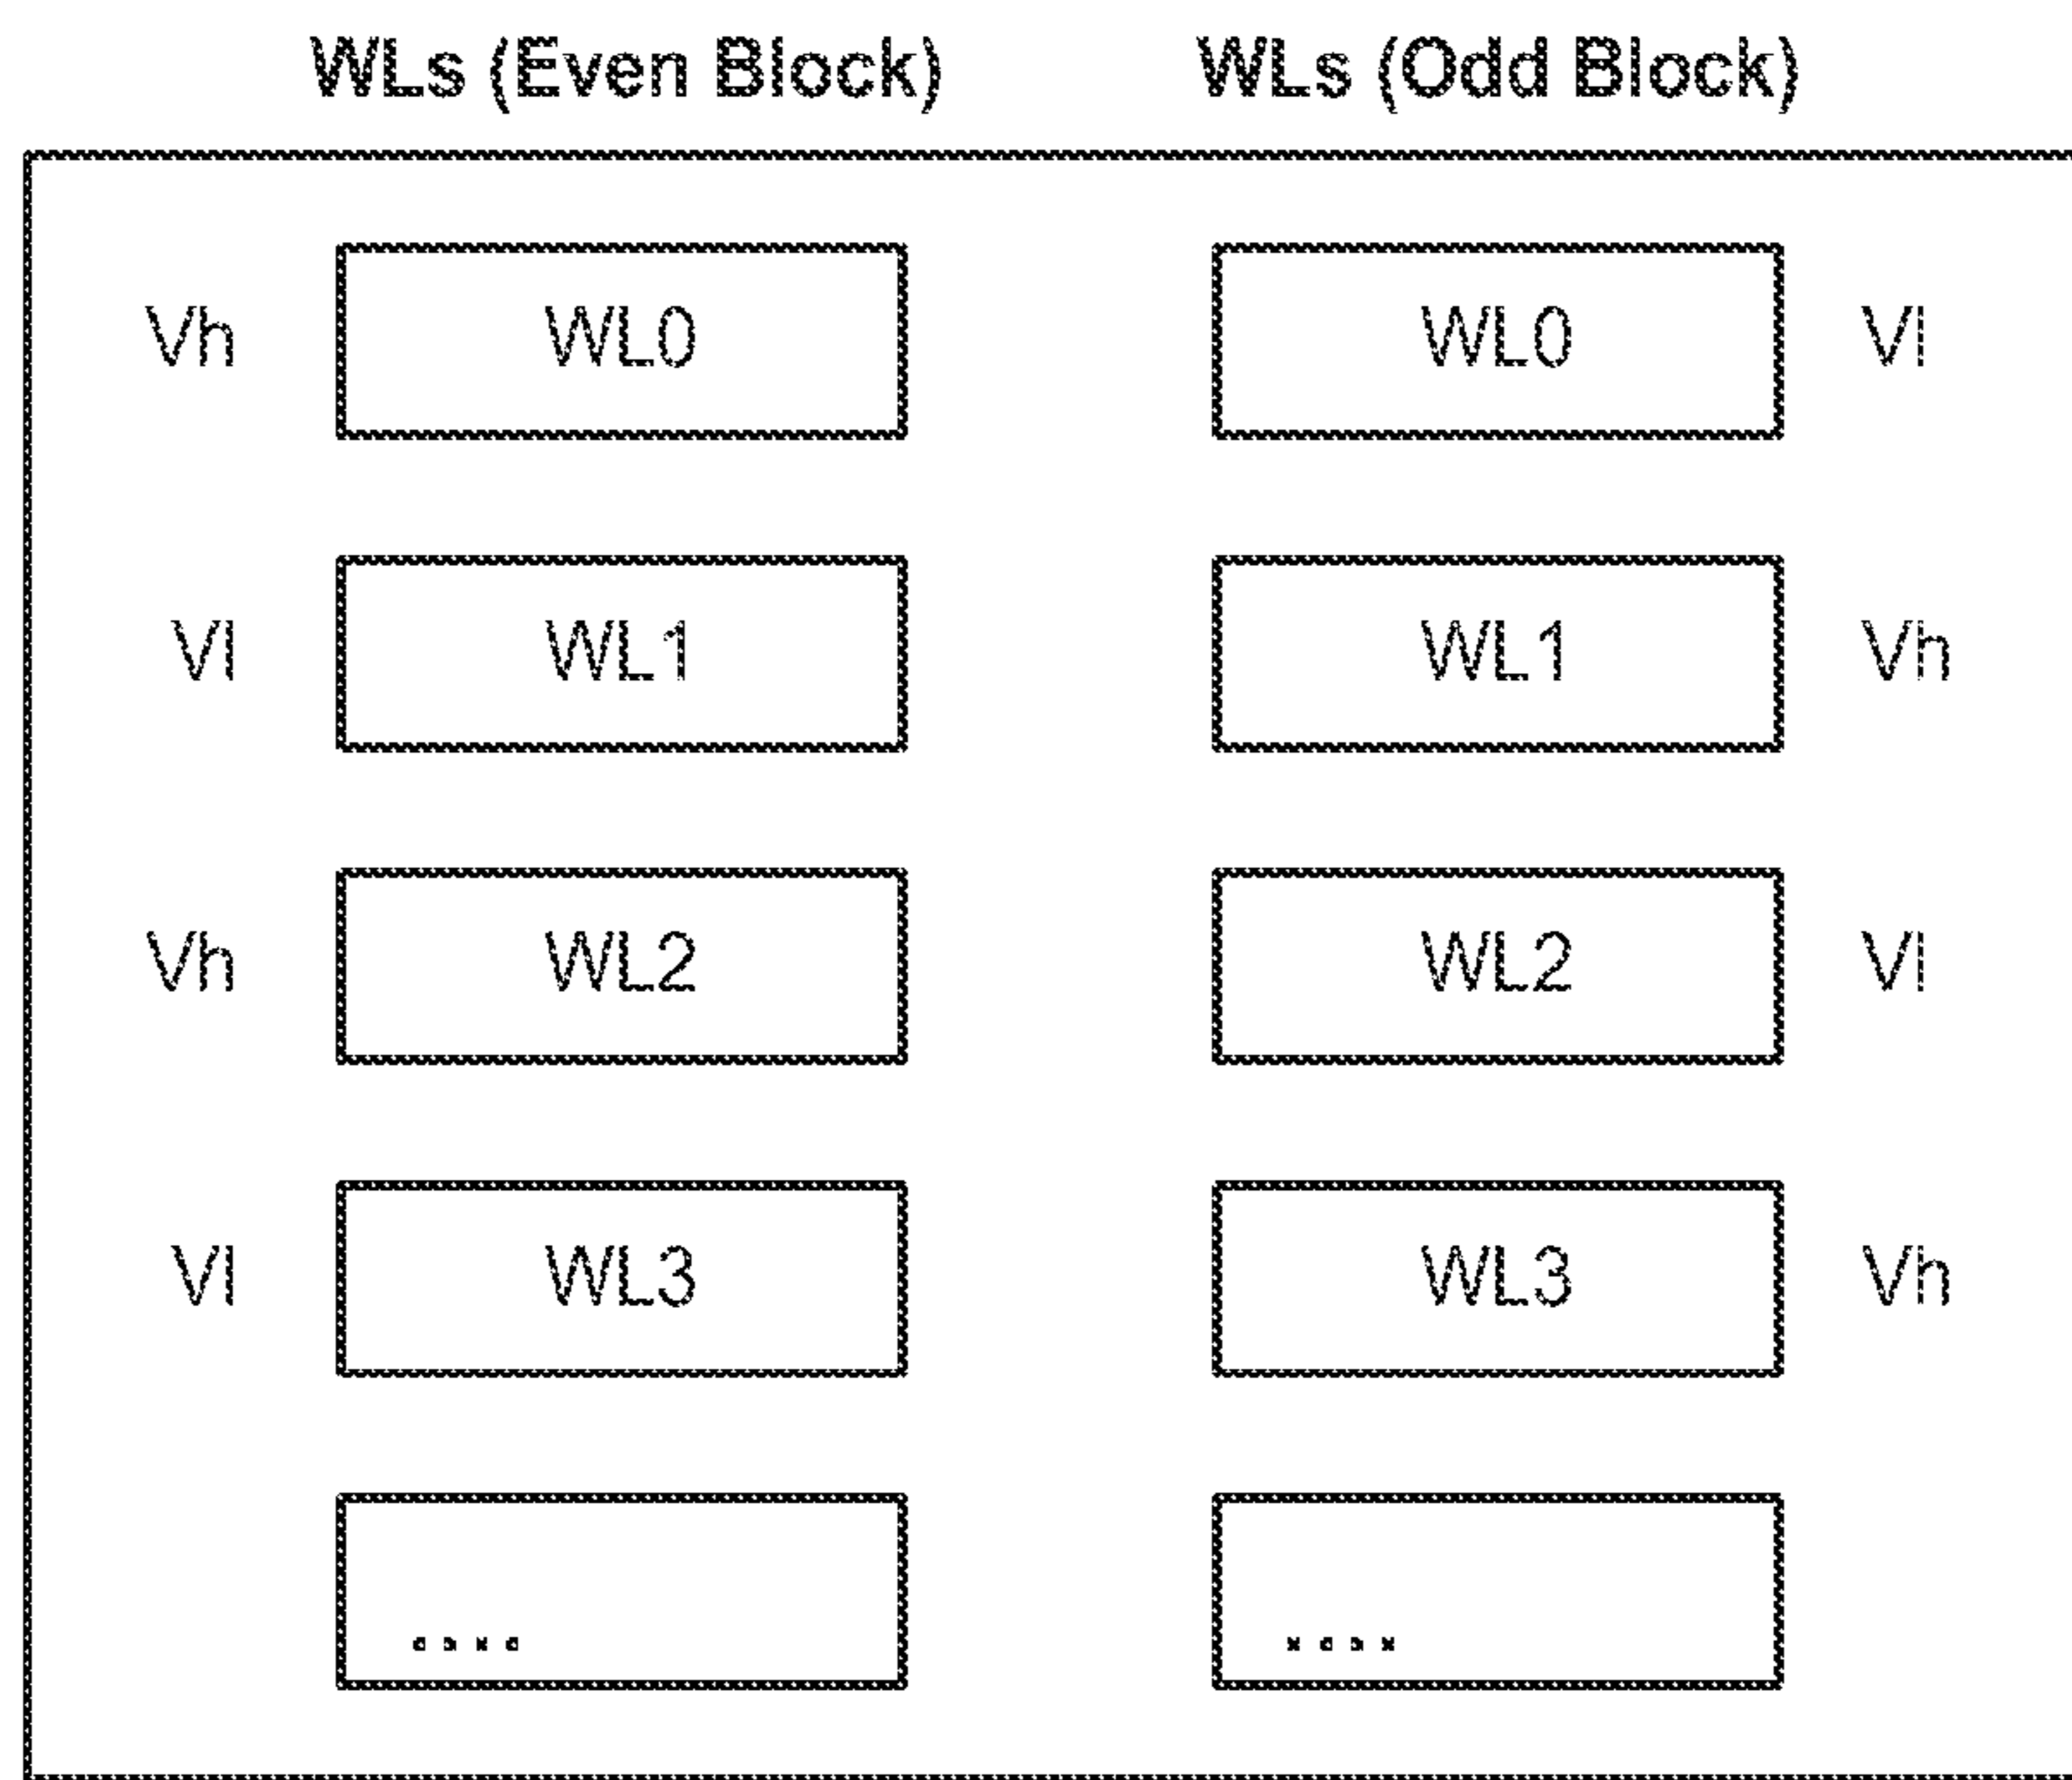 WLs (Even Block) WLs (Odd Block)
Vh WL0 WL0 Vl
Vl WL1 WL1 Vh
Vh WL2 WL2 Vl
Vl WL3 WL3 Vh
.... ....